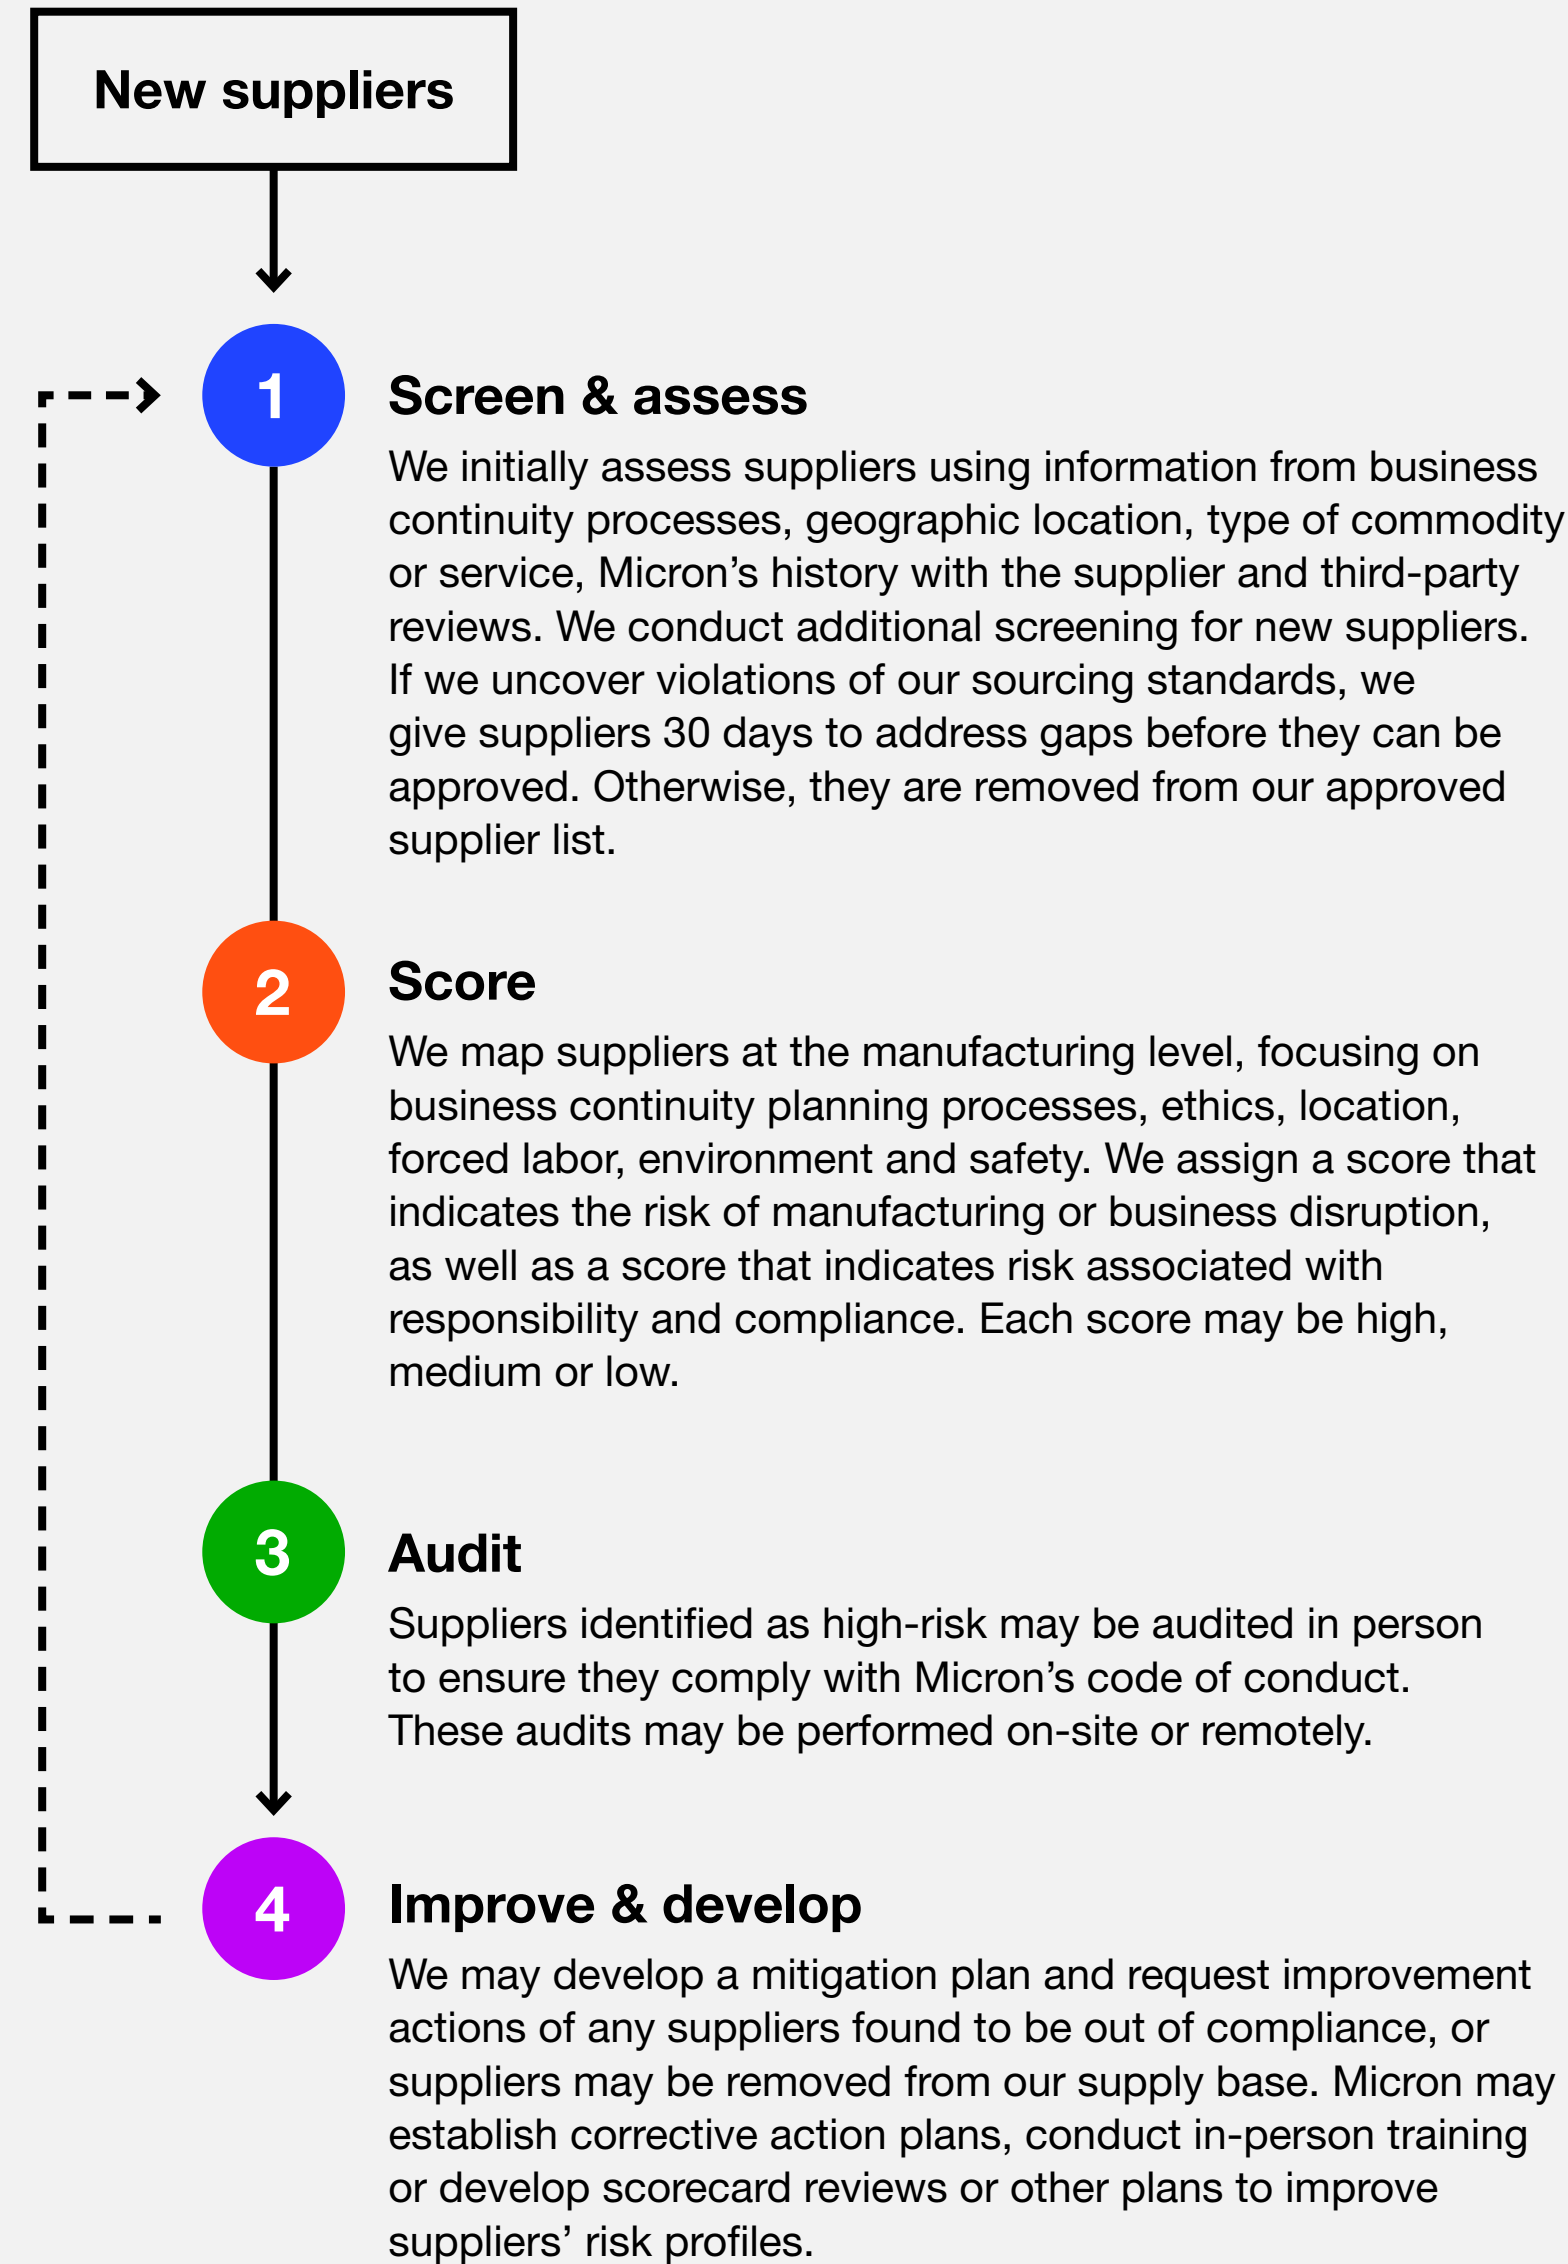 New suppliers
1
Screen & assess
We initially assess suppliers using information from business
continuity processes, geographic location, type of commodity
or service, Micron’s history with the supplier and third-party
reviews. We conduct additional screening for new suppliers.
If we uncover violations of our sourcing standards, we
give suppliers 30 days to address gaps before they can be
approved. Otherwise, they are removed from our approved
supplier list.
2
Score
We map suppliers at the manufacturing level, focusing on
business continuity planning processes, ethics, location,
forced labor, environment and safety. We assign a score that
indicates the risk of manufacturing or business disruption,
as well as a score that indicates risk associated with
responsibility and compliance. Each score may be high,
medium or low.
3
Audit
Suppliers identified as high-risk may be audited in person
to ensure they comply with Micron’s code of conduct.
These audits may be performed on-site or remotely.
4
Improve & develop
We may develop a mitigation plan and request improvement
actions of any suppliers found to be out of compliance, or
suppliers may be removed from our supply base. Micron may
establish corrective action plans, conduct in-person training
or develop scorecard reviews or other plans to improve
suppliers’ risk profiles.